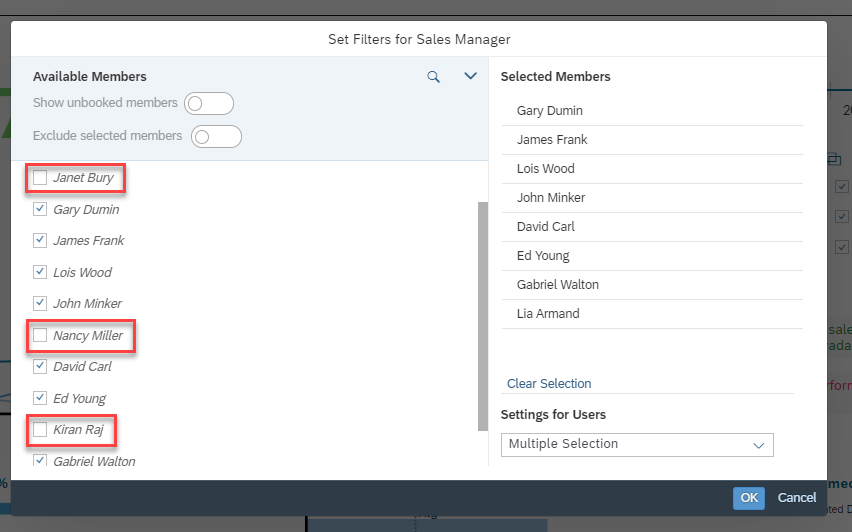 Set Filters for Sales Manager
Available Members
Show unbooked members
Exclude selected members
Janet Bury
Gary Dumin
James Frank
Lois Wood
John Minker
Nancy Miller
David Carl
Ed Young
Kiran Raj
Gabriel Walton
Selected Members
Gary Dumin
James Frank
Lois Wood
John Minker
David Carl
Ed Young
Gabriel Walton
Lia Armand
Clear Selection
Settings for Users
Multiple Selection
OK
Cancel